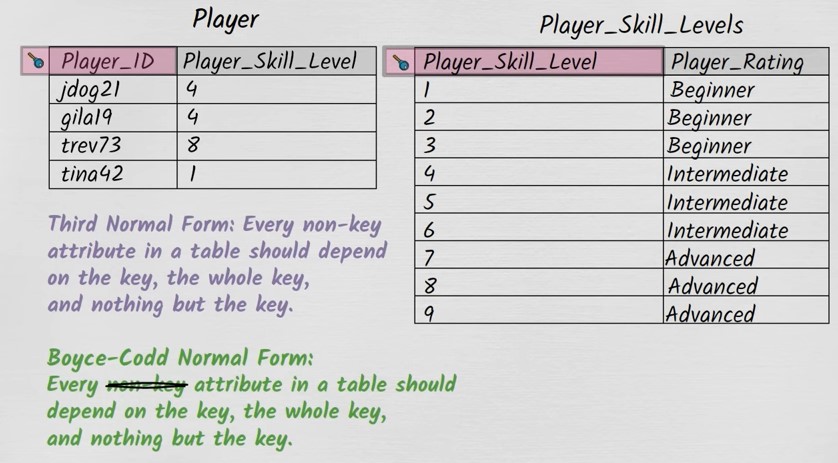 Player
Player_ID Player_Skill_Level
jdog21 4
gila19 4
trev73 8
tina42 1
Player_Skill_Levels
Player_Skill_Level Player_Rating
1 Beginner
2 Beginner
3 Beginner
4 Intermediate
5 Intermediate
6 Intermediate
7 Advanced
8 Advanced
9 Advanced
Third Normal Form: Every non-key
attribute in a table should depend
on the key, the whole key,
and nothing but the key.
Boyce-Codd Normal Form:
Every non-key attribute in a table should
depend on the key, the whole key,
and nothing but the key.